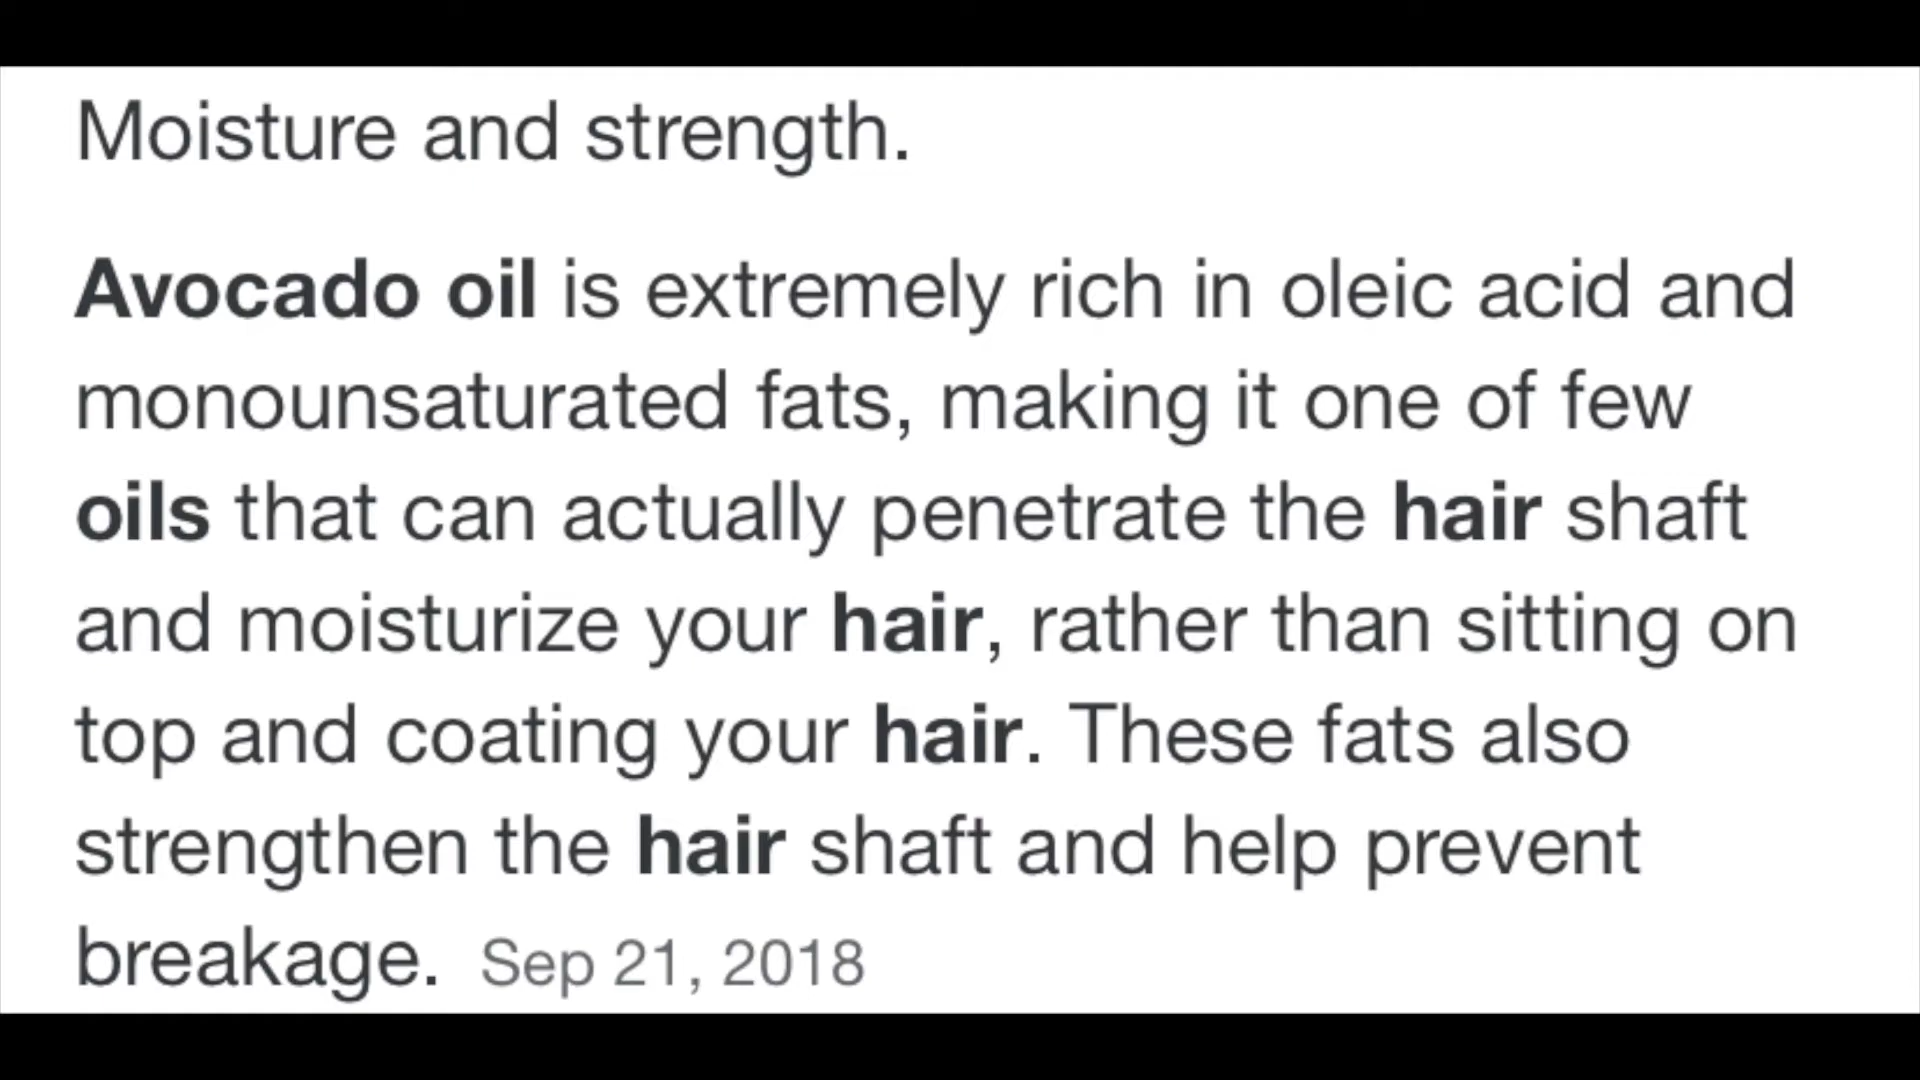 Moisture and strength.
Avocado oil is extremely rich in oleic acid and
monounsaturated fats, making it one of few
oils that can actually penetrate the hair shaft
and moisturize your hair, rather than sitting on
top and coating your hair. These fats also
strengthen the hair shaft and help prevent
breakage. Sep 21, 2018